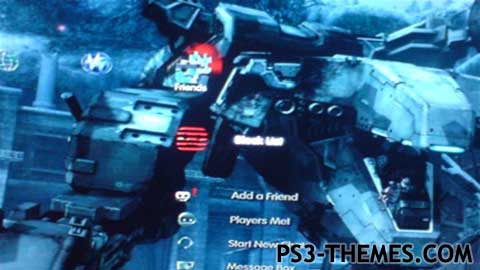 Friends
Block List
Add a Friend
Players Met
Start New
Message Box
PS3-THEMES.COM